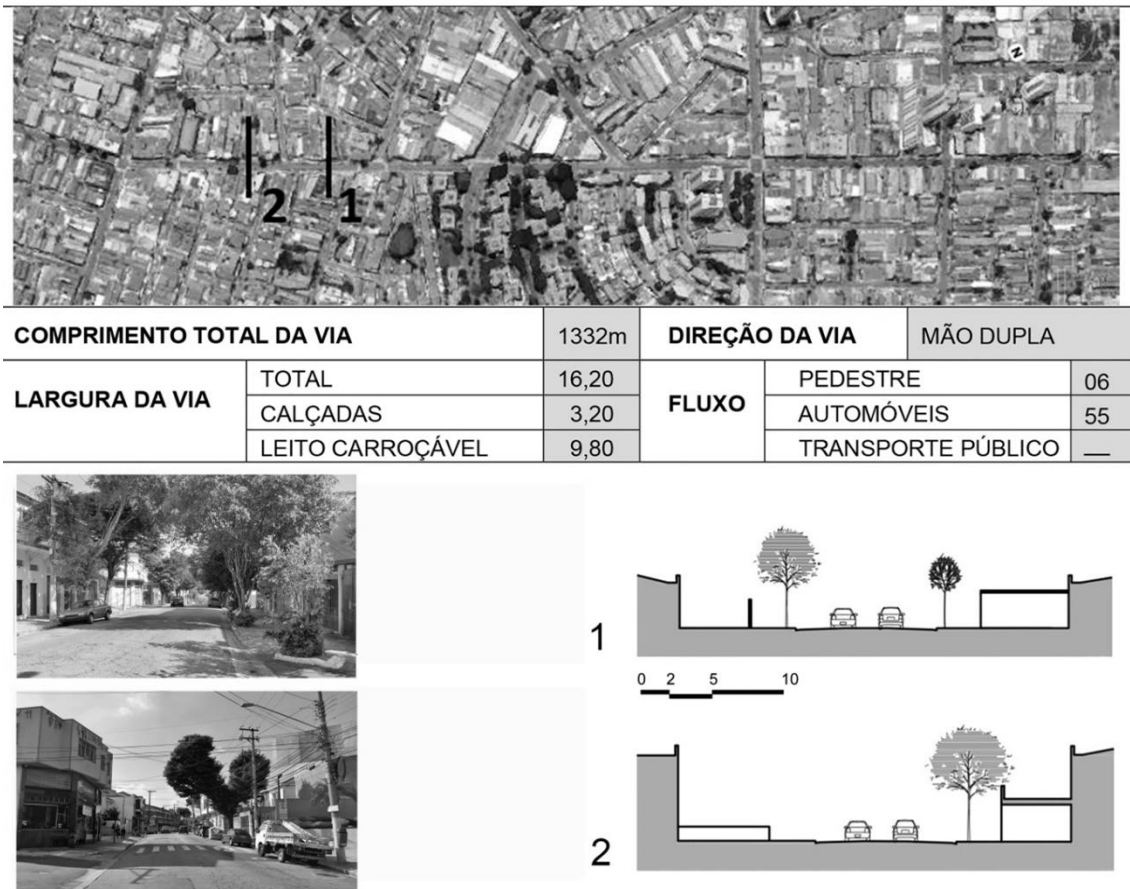 N
2 1
COMPRIMENTO TOTAL DA VIA 1332m DIREÇÃO DA VIA MÃO DUPLA
LARGURA DA VIA TOTAL 16,20 FLUXO PEDESTRE 06
CALÇADAS 3,20 AUTOMÓVEIS 55
LEITO CARROÇÁVEL 9,80 TRANSPORTE PÚBLICO —
1
0 2 5 10
2